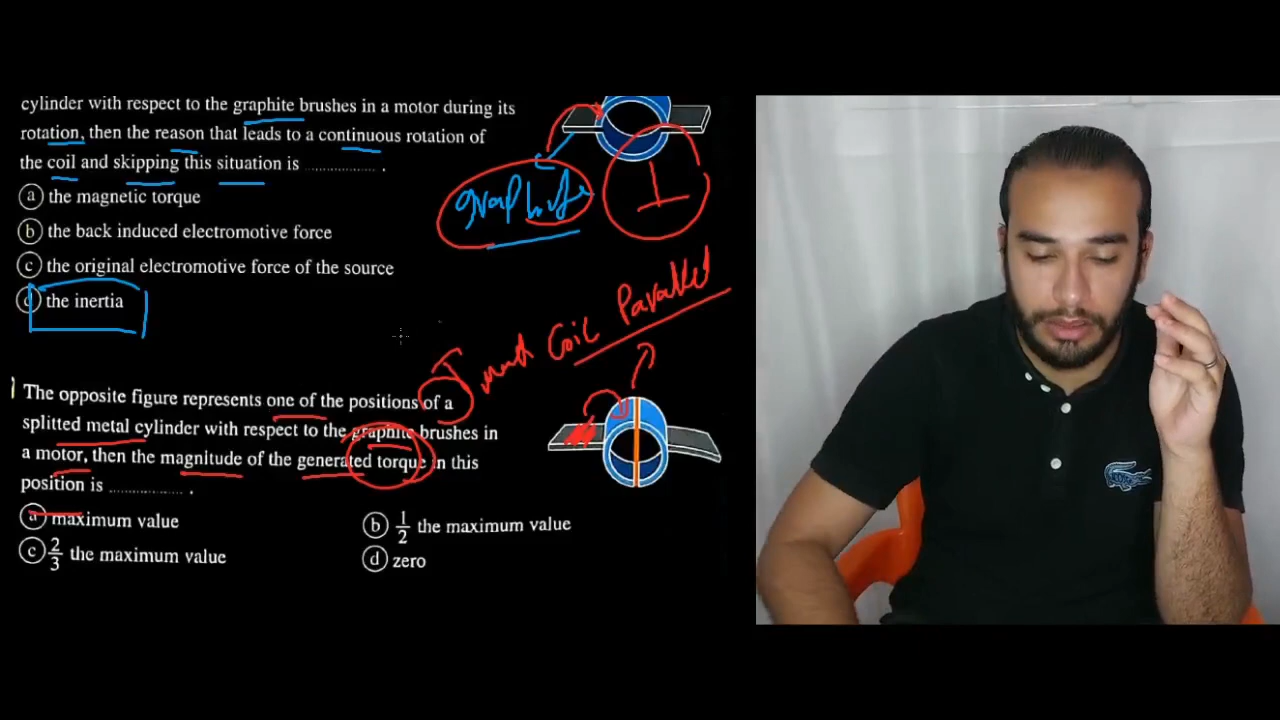 cylinder with respect to the graphite brushes in a motor during its
rotation, then the reason that leads to a continuous rotation of
the coil and skipping this situation is .................. .
a the magnetic torque
b the back induced electromotive force
c the original electromotive force of the source
d the inertia
graphite
Coil Parallel
The opposite figure represents one of the positions of a
splitted metal cylinder with respect to the graphite brushes in
a motor, then the magnitude of the generated torque in this
position is .................. .
a maximum value
b 1/2 the maximum value
c 2/3 the maximum value
d zero